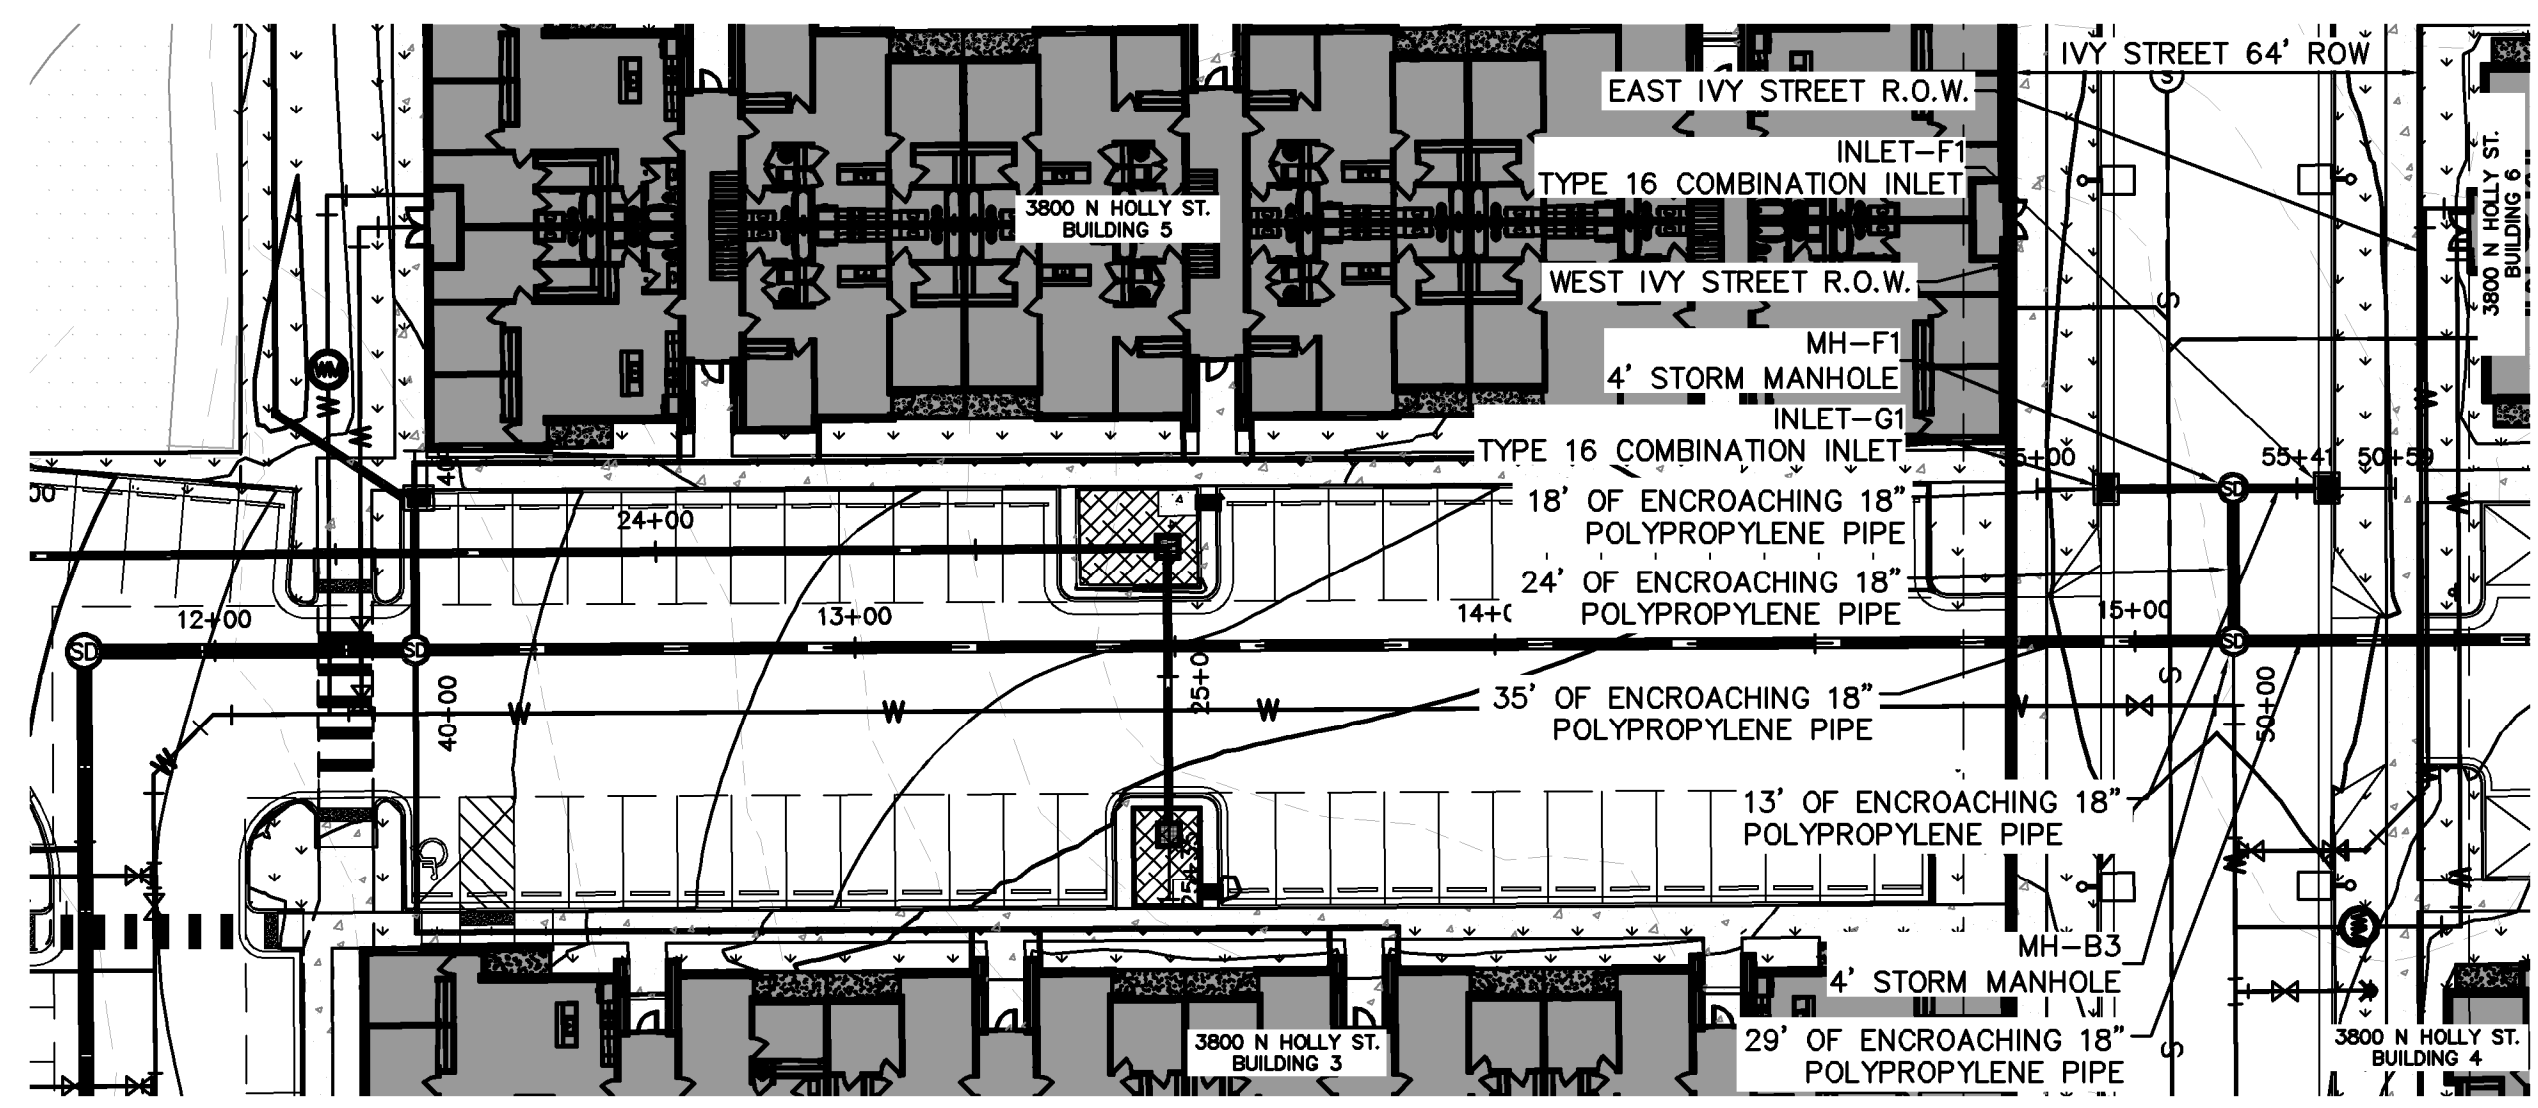 IVY STREET 64' ROW
S
EAST IVY STREET R.O.W.
INLET-F1
TYPE 16 COMBINATION INLET
3800 N HOLLY ST.
BUILDING 5
3800 N HOLLY ST.
BUILDING 6
WEST IVY STREET R.O.W.
S
MH-F1
4' STORM MANHOLE
WM
W
W
W
INLET-G1
TYPE 16 COMBINATION INLET
55+41
50+59
SD
W
18' OF ENCROACHING 18"
POLYPROPYLENE PIPE
24+00
24' OF ENCROACHING 18"
POLYPROPYLENE PIPE
12+00
13+00
15+00
SD
SD
SD
40+00
25+0
S
50+00
35' OF ENCROACHING 18"
POLYPROPYLENE PIPE
W
W
W
W
W
13' OF ENCROACHING 18"
POLYPROPYLENE PIPE
W
W
WM
MH-B3
4' STORM MANHOLE
29' OF ENCROACHING 18"
POLYPROPYLENE PIPE
S
3800 N HOLLY ST.
BUILDING 3
3800 N HOLLY ST.
BUILDING 4